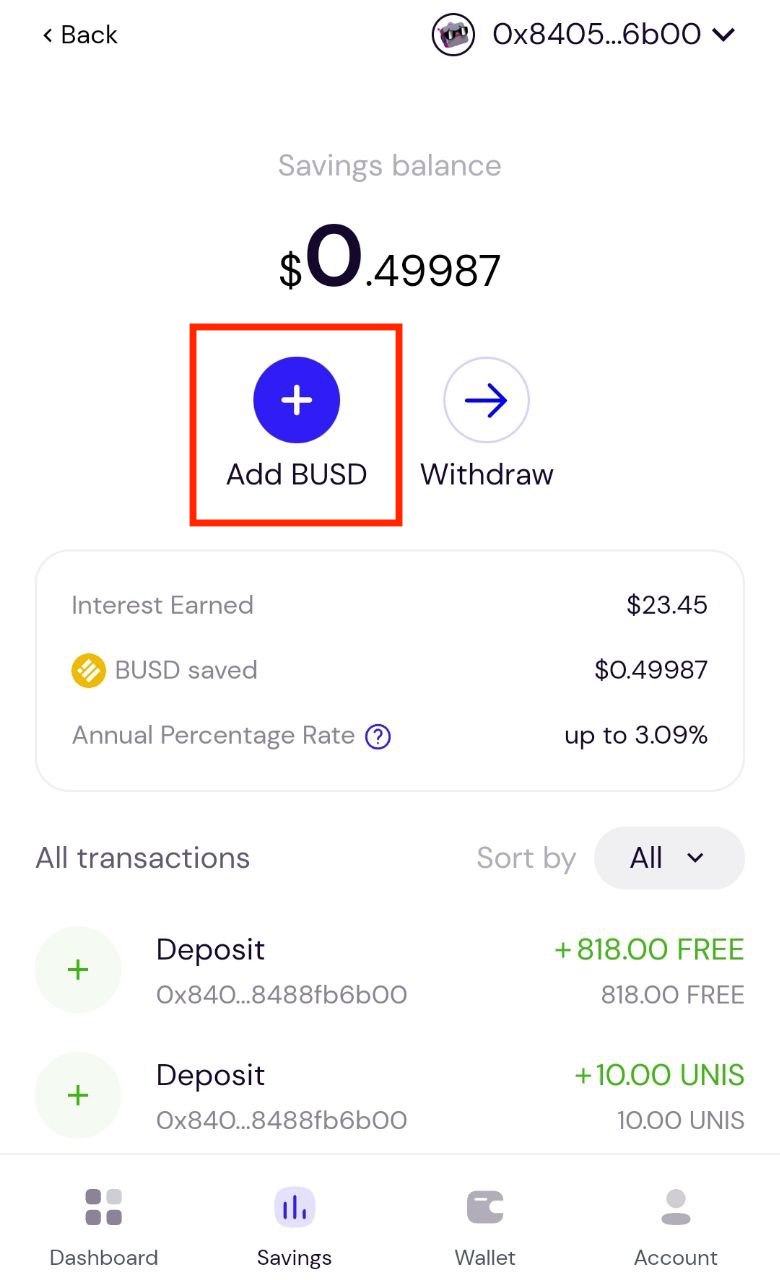 ‹ Back 0x8405...6b00
Savings balance
$0.49987
Add BUSD Withdraw
Interest Earned $23.45
BUSD saved $0.49987
Annual Percentage Rate ? up to 3.09%
All transactions Sort by All
Deposit +818.00 FREE
0x840...8488fb6b00 818.00 FREE
Deposit +10.00 UNIS
0x840...8488fb6b00 10.00 UNIS
Dashboard Savings Wallet Account